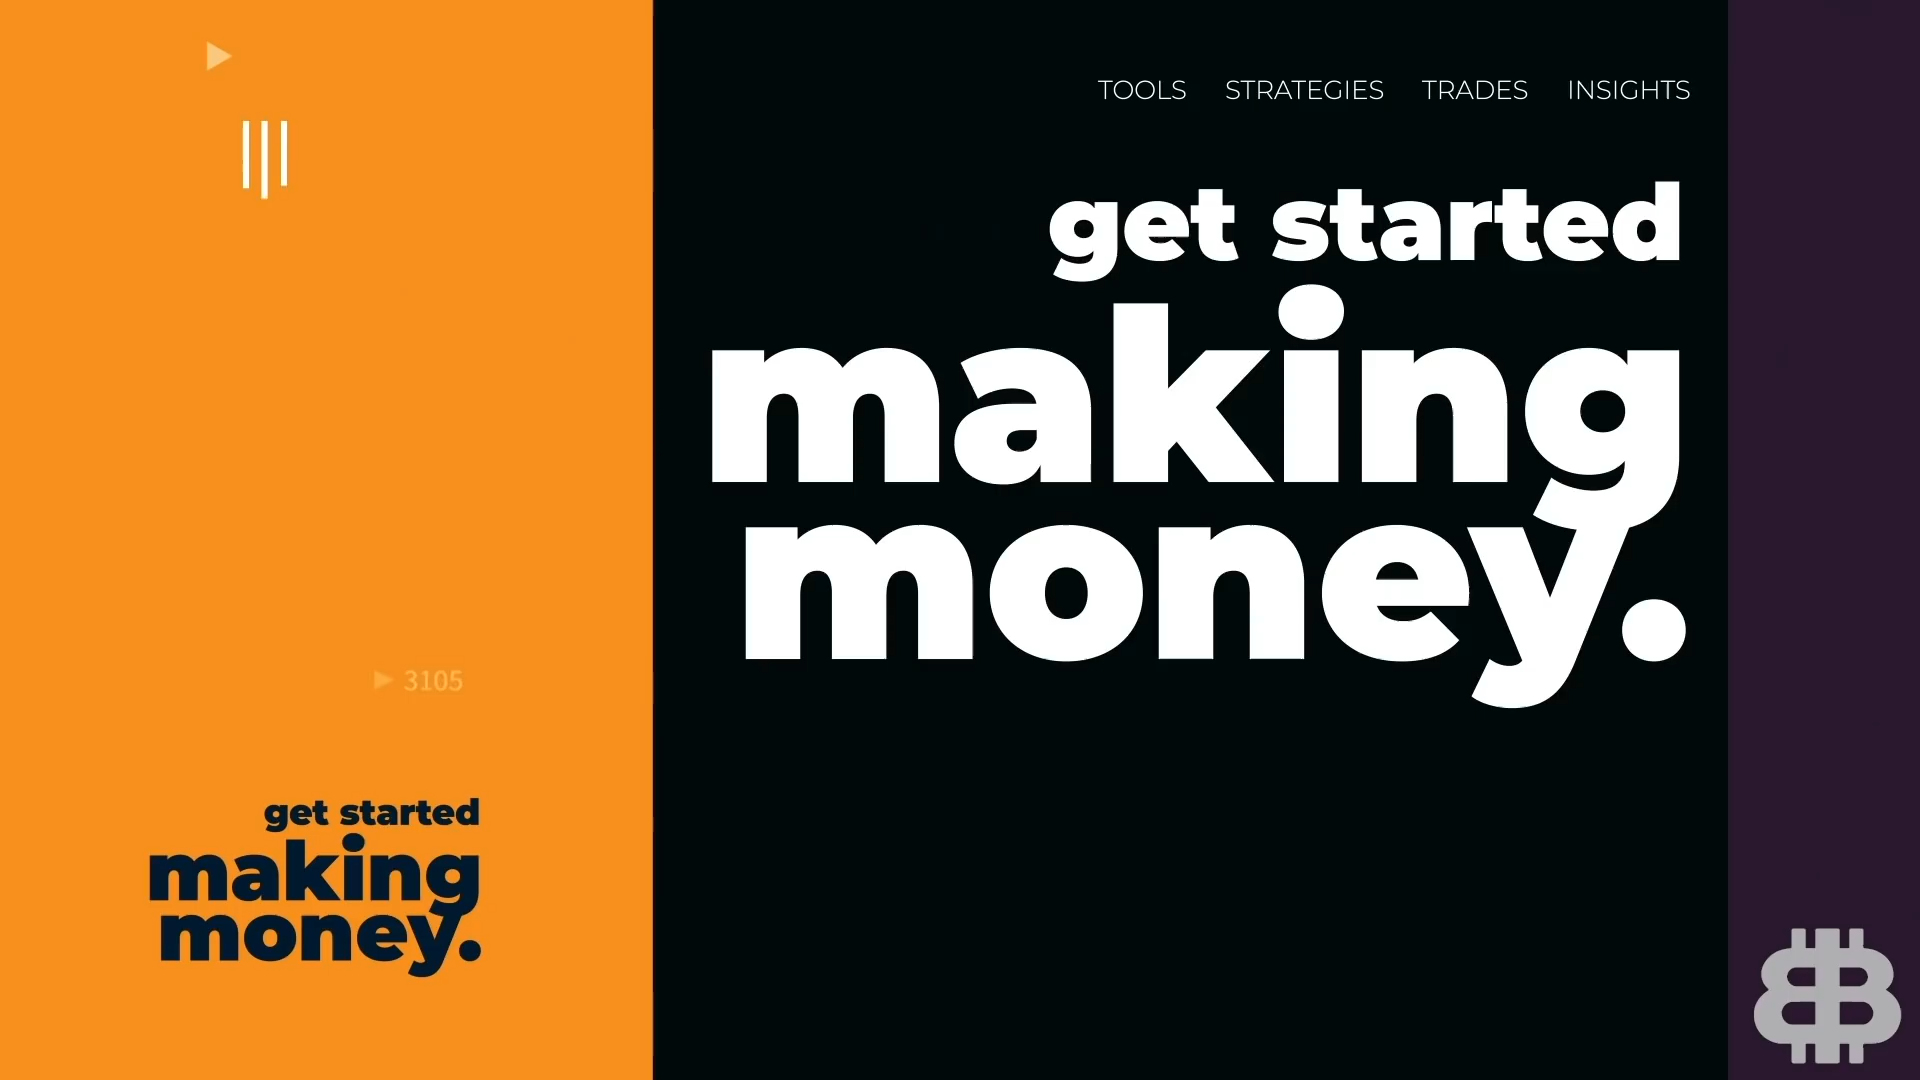 TOOLS STRATEGIES TRADES INSIGHTS
get started
making
money.
3105
get started
making
money.